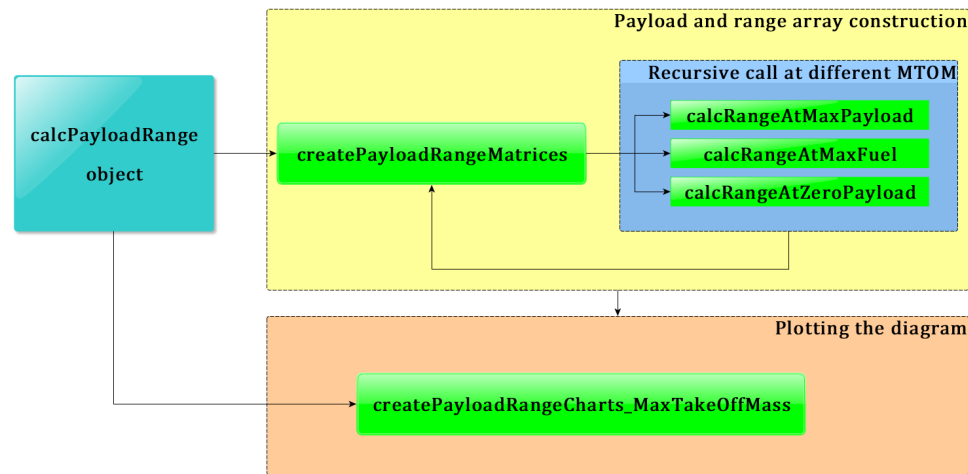 Payload and range array construction
Recursive call at different MTOM
calcPayloadRange
object
createPayloadRangeMatrices
calcRangeAtMaxPayload
calcRangeAtMaxFuel
calcRangeAtZeroPayload
Plotting the diagram
createPayloadRangeCharts_MaxTakeOffMass